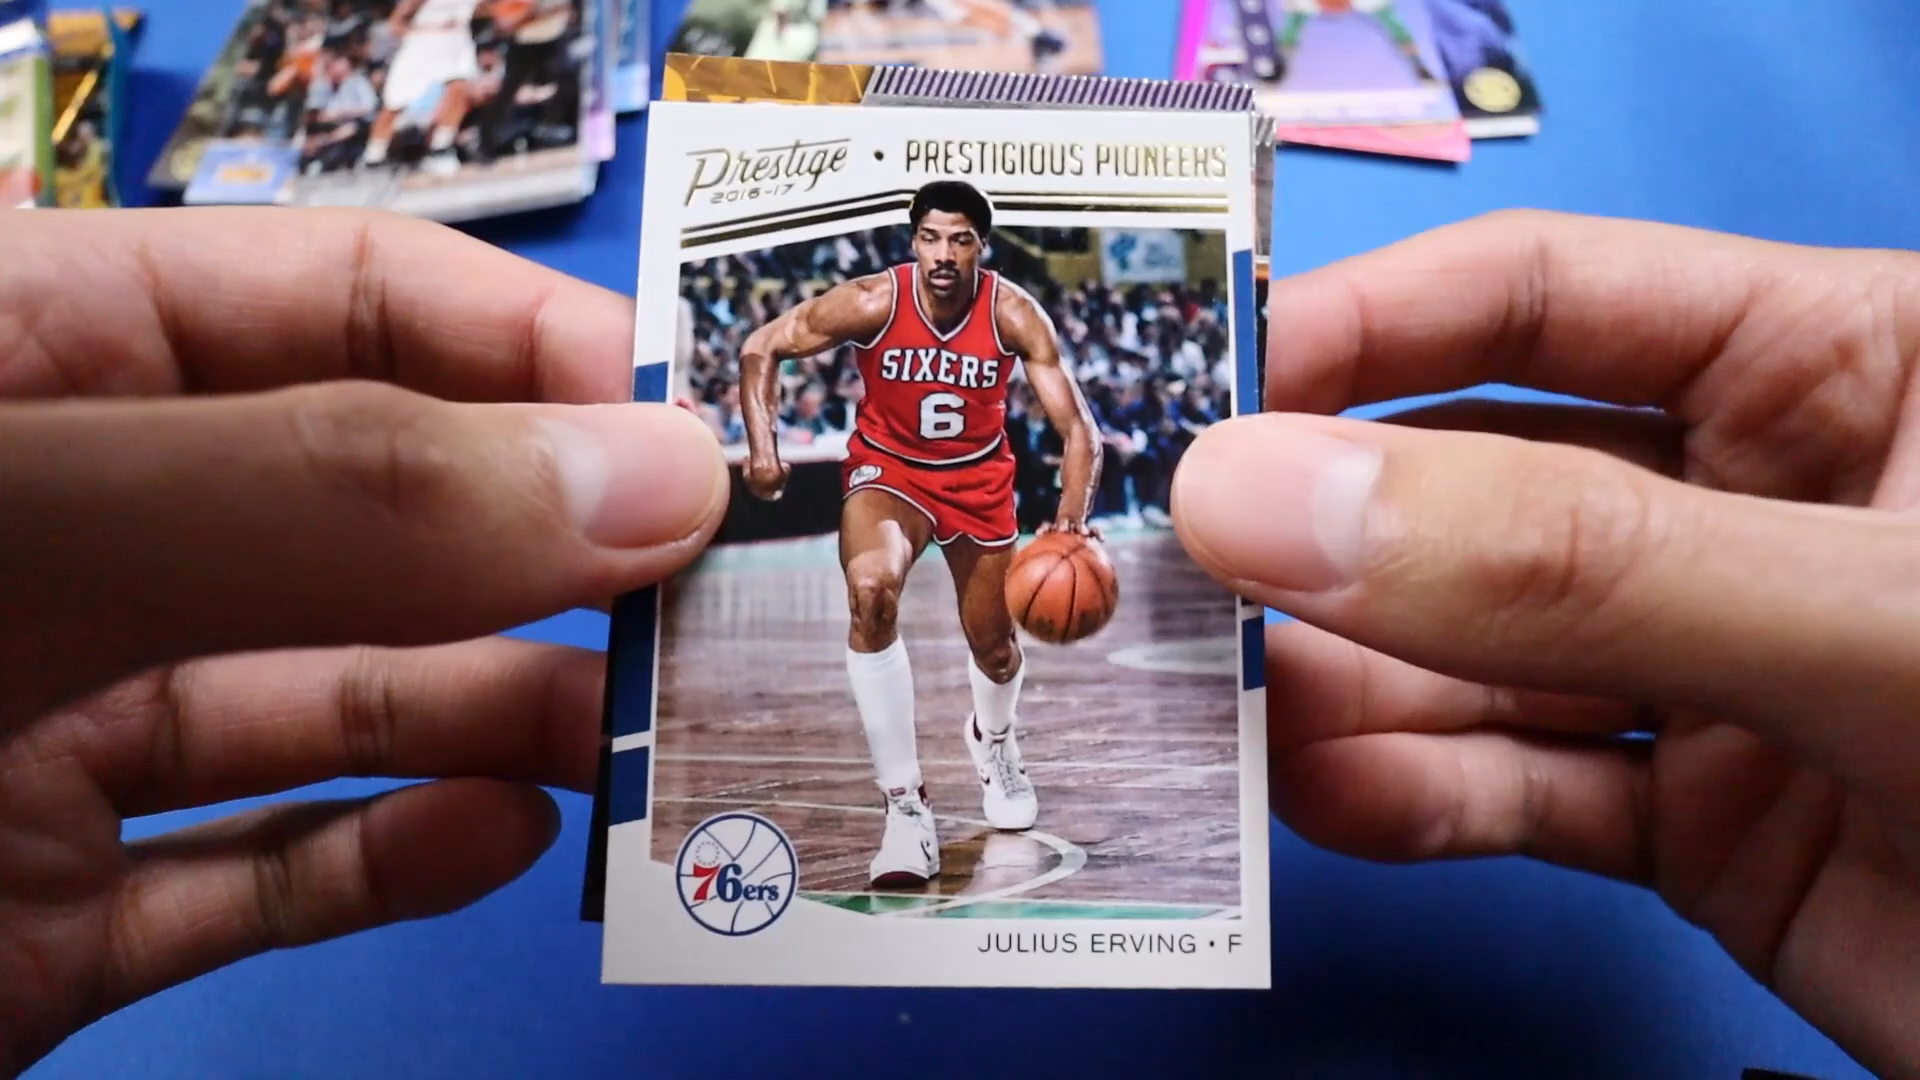 Prestige • PRESTIGIOUS PIONEERS
2016-17
SIXERS
6
76ers
JULIUS ERVING • F